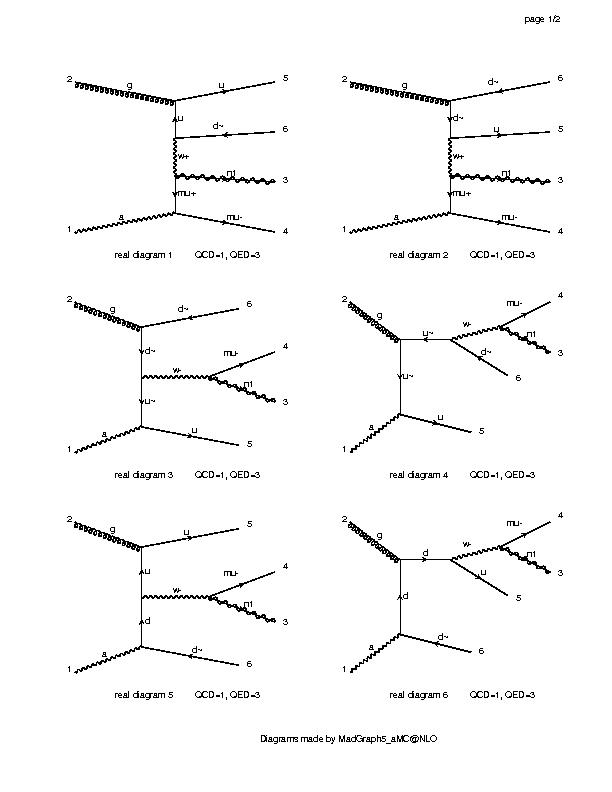 page 1/2
2 g u 5
d~ 6
u
w+
n1 3
mu+
1 a mu- 4
real diagram 1 QCD=1, QED=3
2 g d~ 6
d~
u 5
w+
n1 3
mu+
1 a mu- 4
real diagram 2 QCD=1, QED=3
2 g d~ 6
d~
mu- 4
w-
n1 3
u~
1 a u 5
real diagram 3 QCD=1, QED=3
2 g mu- 4
w-
u~ n1 3
d~ 6
u~
1 a u 5
real diagram 4 QCD=1, QED=3
2 g u 5
u
mu- 4
w-
n1 3
d
1 a d~ 6
real diagram 5 QCD=1, QED=3
2 g mu- 4
w-
d n1 3
u 5
d
1 a d~ 6
real diagram 6 QCD=1, QED=3
Diagrams made by MadGraph5_aMC@NLO